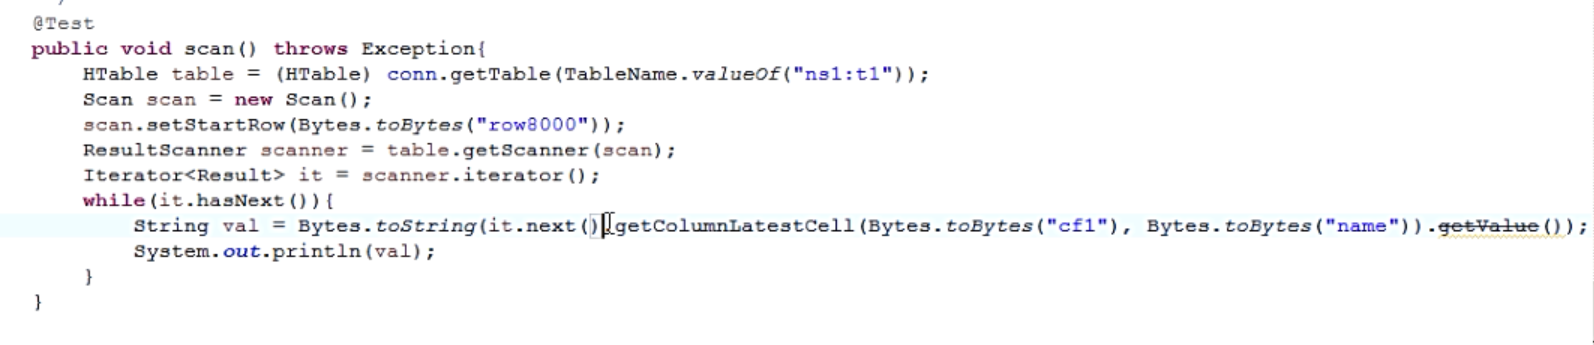 @Test
public void scan() throws Exception{
HTable table = (HTable) conn.getTable(TableName.valueOf("ns1:t1"));
Scan scan = new Scan();
scan.setStartRow(Bytes.toBytes("row8000"));
ResultScanner scanner = table.getScanner(scan);
Iterator<Result> it = scanner.iterator();
while(it.hasNext()){
String val = Bytes.toString(it.next().getColumnLatestCell(Bytes.toBytes("cf1"), Bytes.toBytes("name")).getValue());
System.out.println(val);
}
}